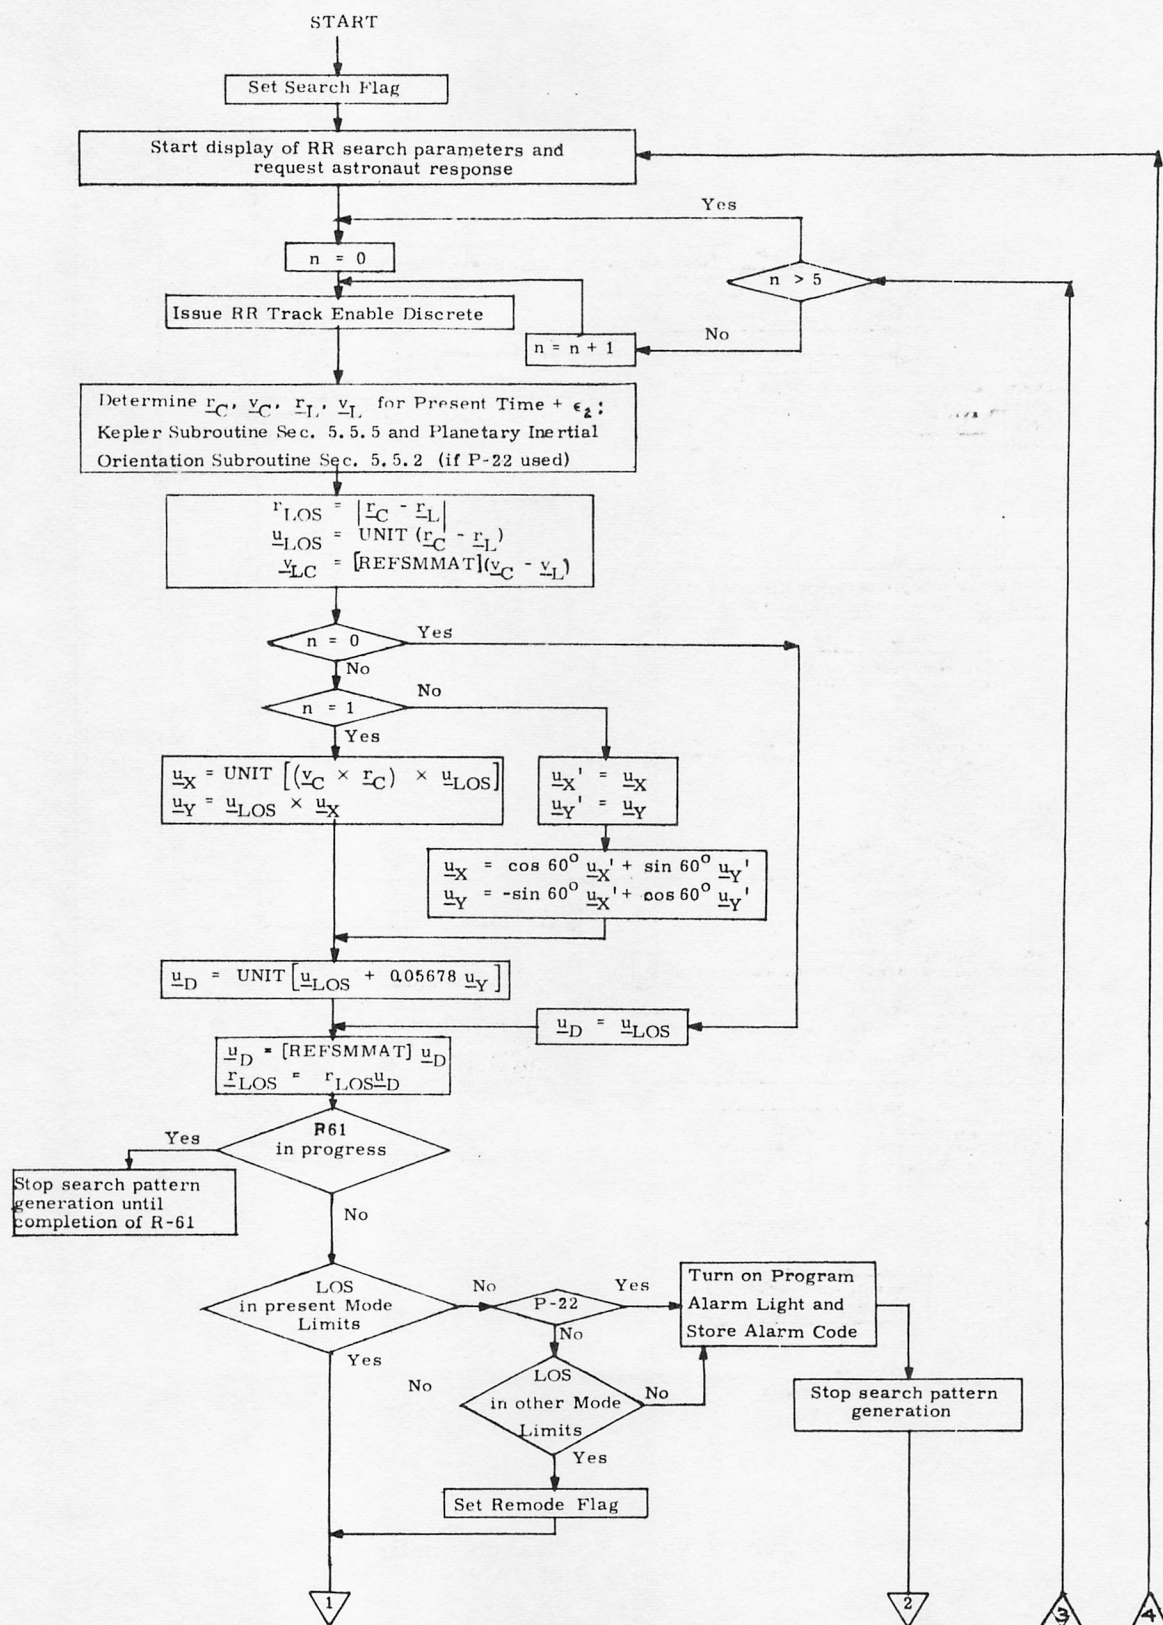 START
Set Search Flag
Start display of RR search parameters and
request astronaut response
Yes
n = 0
n > 5
Issue RR Track Enable Discrete
No
n = n + 1
Determine r_C, v_C, r_L, v_L for Present Time + ϵ₂:
Kepler Subroutine Sec. 5.5.5 and Planetary Inertial
Orientation Subroutine Sec. 5.5.2 (if P-22 used)
r_LOS = |r_C - r_L|
u_LOS = UNIT (r_C - r_L)
v_LC = [REFSMMAT](v_C - v_L)
n = 0
Yes
No
n = 1
No
Yes
u_X = UNIT [(v_C × r_C) × u_LOS]
u_Y = u_LOS × u_X
u_X' = u_X
u_Y' = u_Y
u_X = cos 60° u_X' + sin 60° u_Y'
u_Y = -sin 60° u_X' + cos 60° u_Y'
u_D = UNIT [u_LOS + 0.05678 u_Y]
u_D = u_LOS
u_D = [REFSMMAT] u_D
r_LOS = r_LOS u_D
R61
in progress
Yes
Stop search pattern
generation until
completion of R-61
No
LOS
in present Mode
Limits
No
P-22
Yes
Turn on Program
Alarm Light and
Store Alarm Code
No
Yes
No
LOS
in other Mode
Limits
No
Stop search pattern
generation
Yes
Set Remode Flag
1
2
3
4